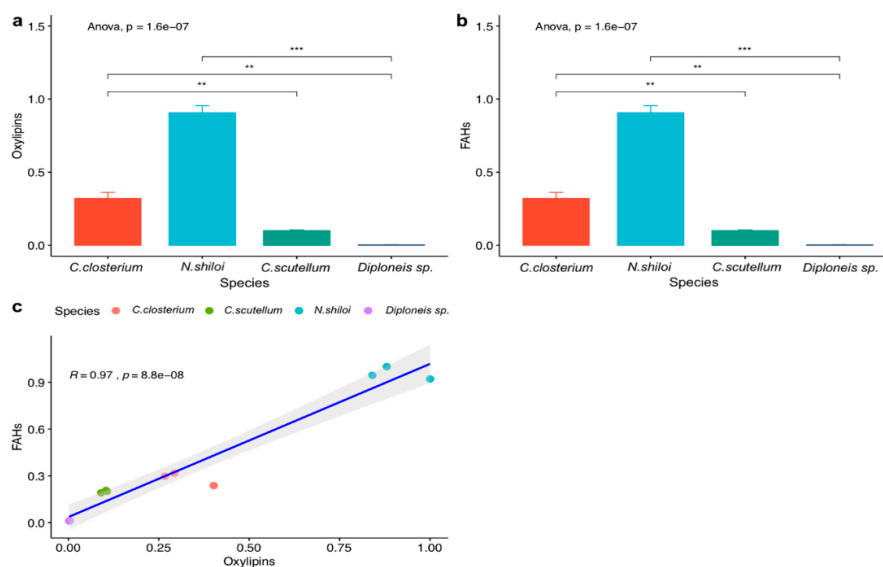 a
Anova, p = 1.6e−07
***
**
**
1.5
1.0
0.5
0.0
Oxylipins
C.closterium N.shiloi C.scutellum Diploneis sp.
Species
b
Anova, p = 1.6e−07
***
**
**
1.5
1.0
0.5
0.0
FAHs
C.closterium N.shiloi C.scutellum Diploneis sp.
Species
c
Species C.closterium C.scutellum N.shiloi Diploneis sp.
R = 0.97 , p = 8.8e−08
0.9
0.6
0.3
0.0
FAHs
0.00 0.25 0.50 0.75 1.00
Oxylipins